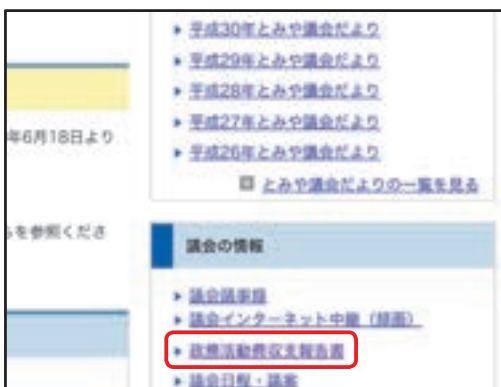 平成30年とみや議会だより
平成29年とみや議会だより
平成28年とみや議会だより
平成27年とみや議会だより
平成26年とみや議会だより
とみや議会だよりの一覧を見る
年6月18日より
らを参照くださ
議会の情報
議会議事録
議会インターネット中継（録画）
政務活動費収支報告書
議会日程・議案